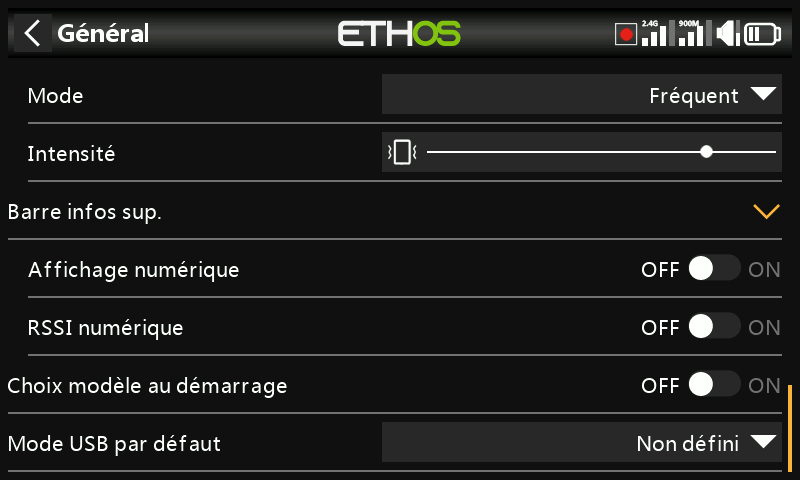 Général
ETHOS
2.4G
900M
Mode
Fréquent
Intensité
Barre infos sup.
Affichage numérique
OFF ON
RSSI numérique
OFF ON
Choix modèle au démarrage
OFF ON
Mode USB par défaut
Non défini